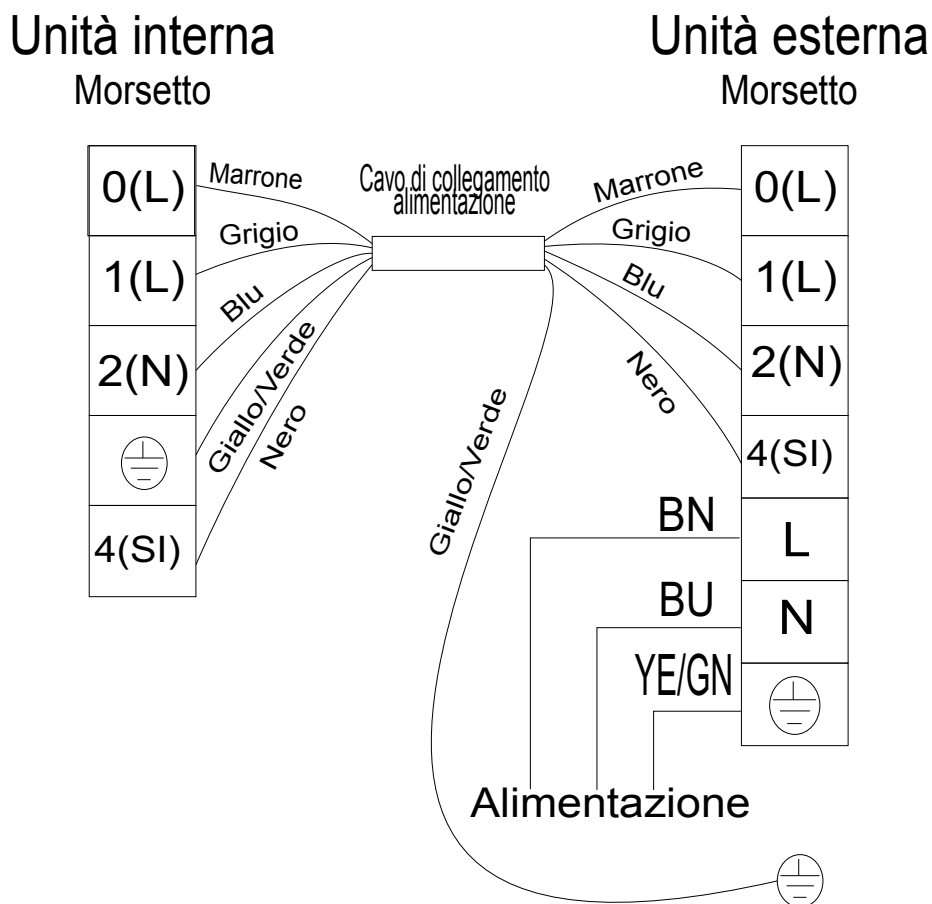 Unità interna
Morsetto
Unità esterna
Morsetto
0(L)
1(L)
2(N)
4(SI)
Marrone
Grigio
Blu
Giallo/Verde
Nero
Cavo di collegamento
alimentazione
Marrone
Grigio
Blu
Nero
Giallo/Verde
0(L)
1(L)
2(N)
4(SI)
L
N
BN
BU
YE/GN
Alimentazione